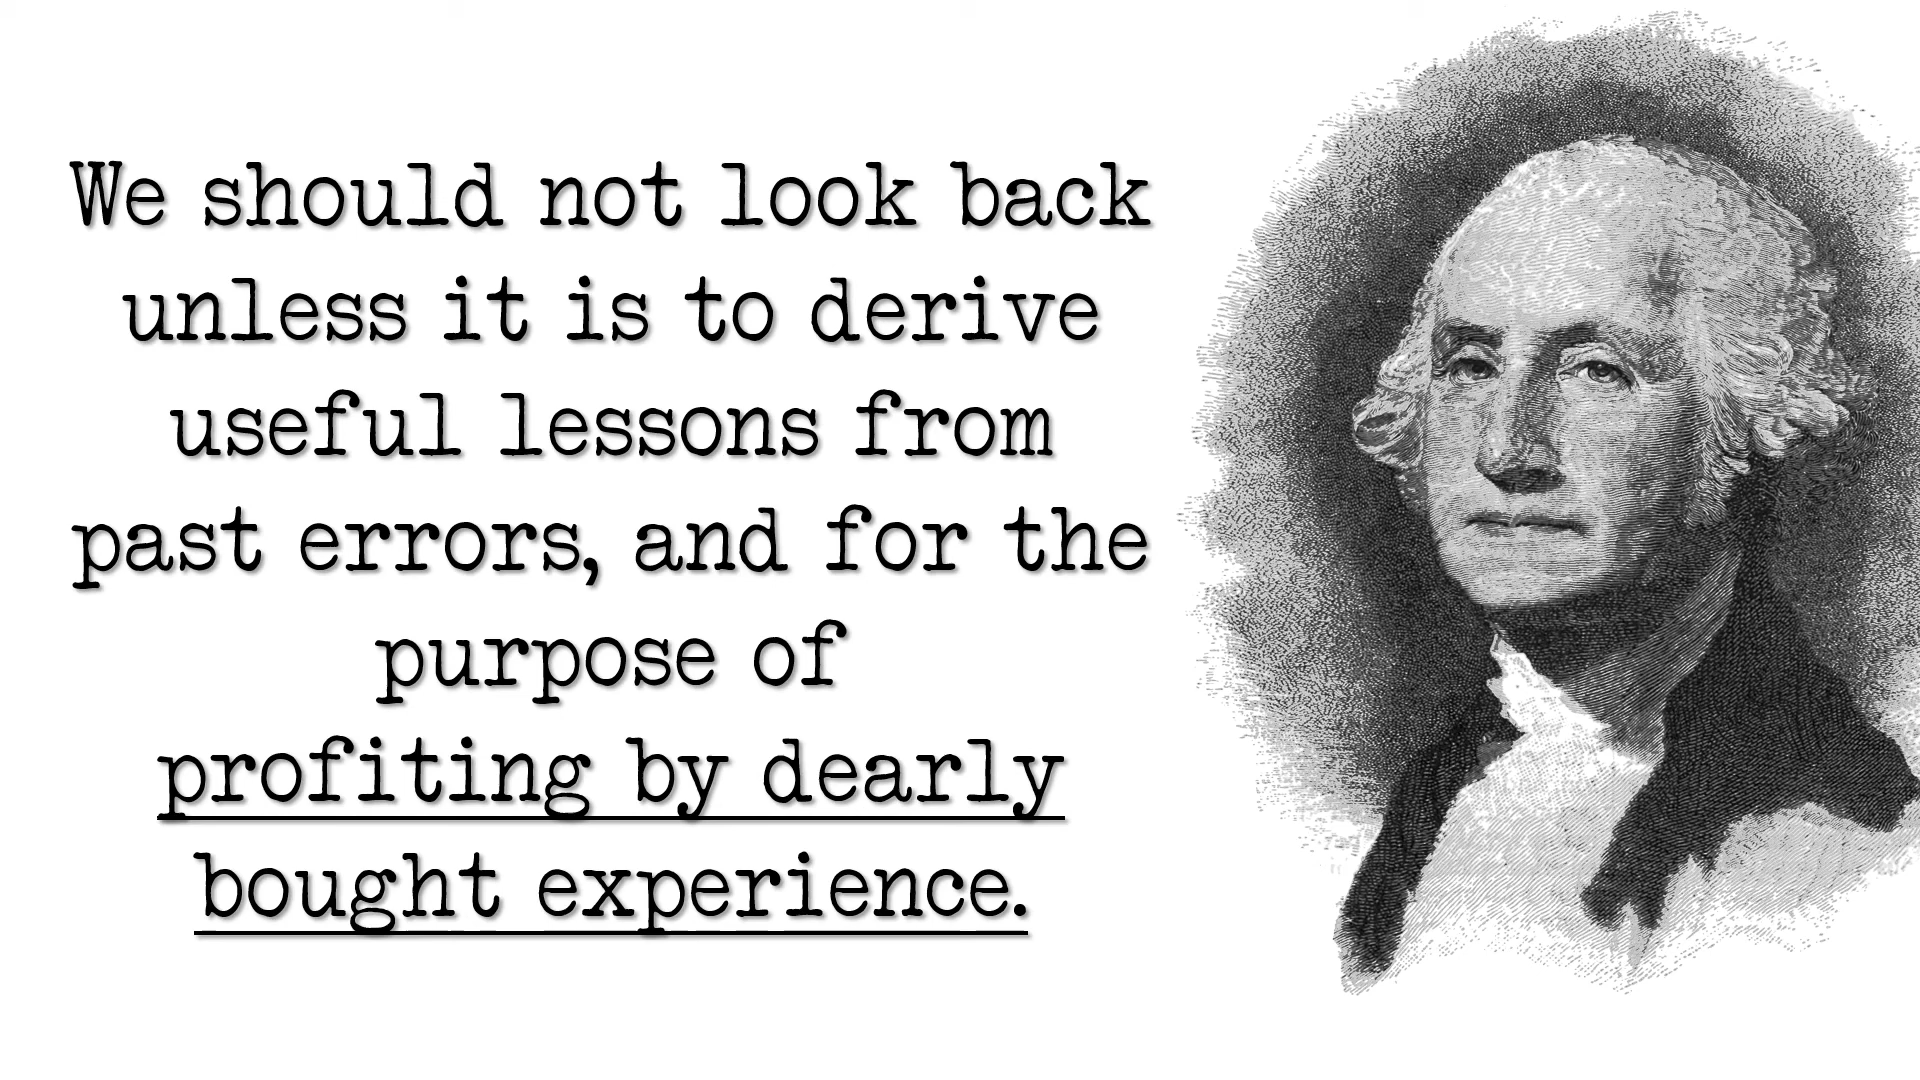 We should not look back
unless it is to derive
useful lessons from
past errors, and for the
purpose of
profiting by dearly
bought experience.